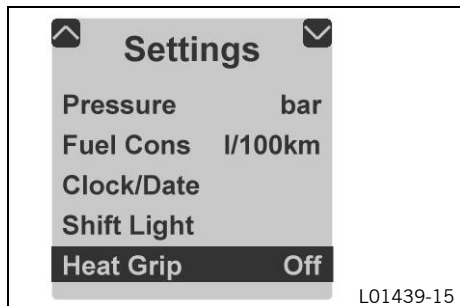 Settings
Pressure bar
Fuel Cons l/100km
Clock/Date
Shift Light
Heat Grip Off
L01439-15